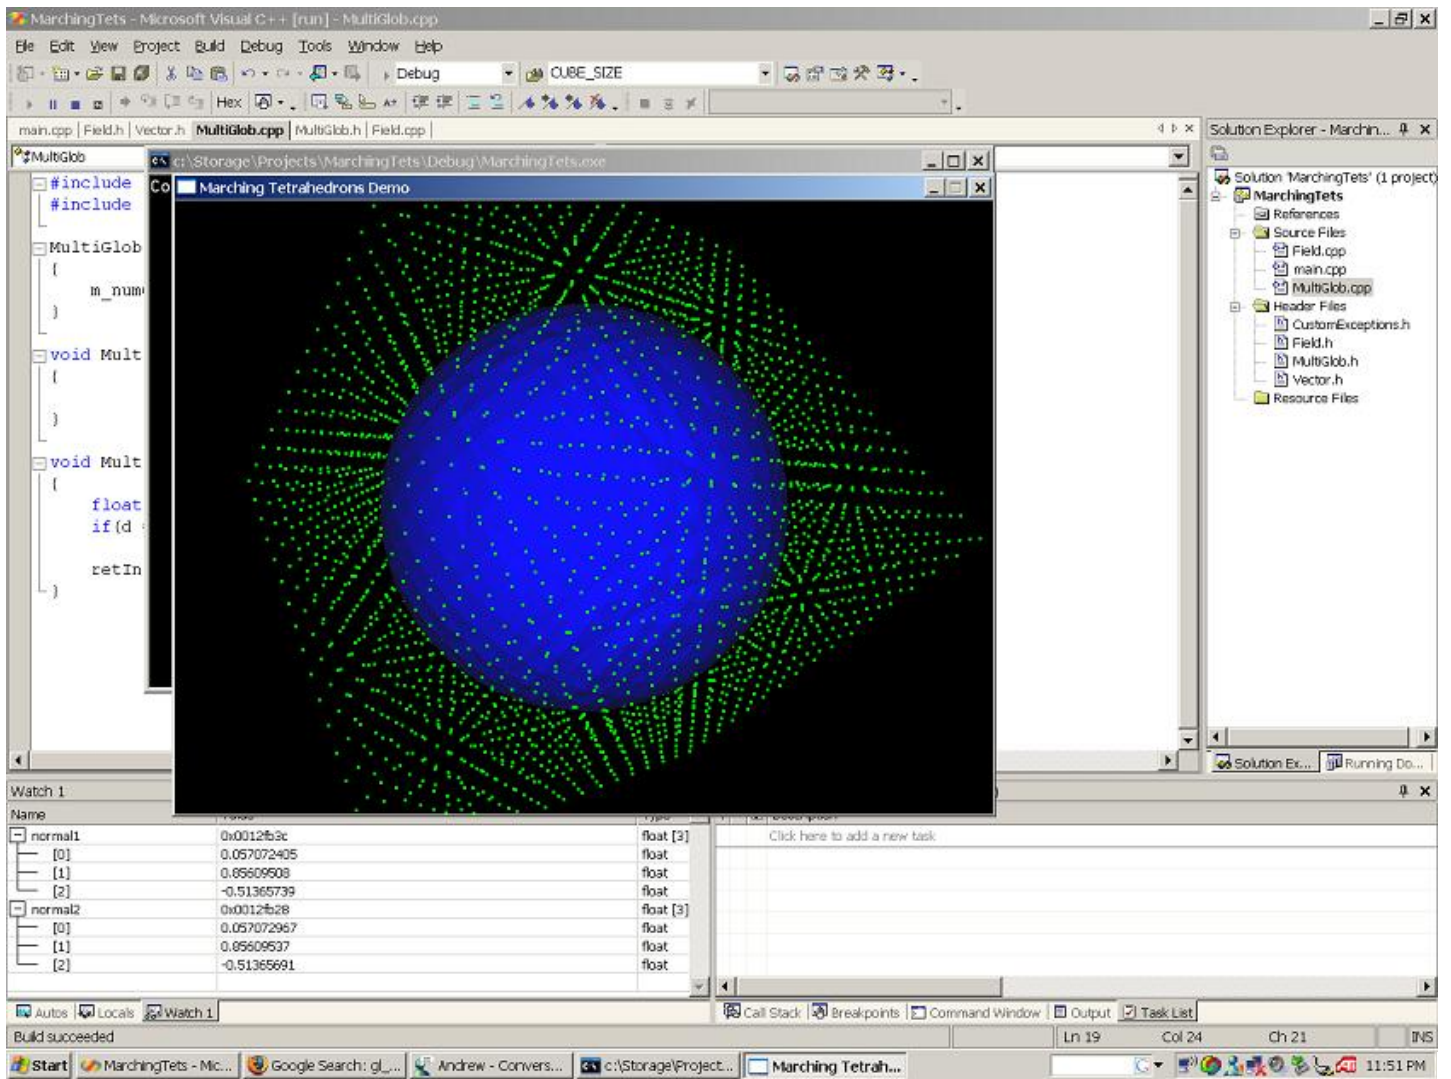 MarchingTets - Microsoft Visual C++ [run] - MultiGlob.cpp
File Edit View Project Build Debug Tools Window Help
Debug CUBE_SIZE
Hex
main.cpp Field.h Vector.h MultiGlob.cpp MultiGlob.h Field.cpp
Solution Explorer - Marchin...
MultiGlob
c:\Storage\Projects\MarchingTets\Debug\MarchingTets.exe
Co
Marching Tetrahedrons Demo
#include
#include
MultiGlob
{
m_num
}
void Mult
{
}
void Mult
{
float
if(d
retIn
}
Solution 'MarchingTets' (1 project)
MarchingTets
References
Source Files
Field.cpp
main.cpp
MultiGlob.cpp
Header Files
CustomExceptions.h
Field.h
MultiGlob.h
Vector.h
Resource Files
Solution Ex... Running Do...
Watch 1
Name
normal1 0x0012fb3c float [3]
[0] 0.057072405 float
[1] 0.85609508 float
[2] -0.51365739 float
normal2 0x0012fb28 float [3]
[0] 0.057072967 float
[1] 0.85609537 float
[2] -0.51365691 float
Click here to add a new task
Autos Locals Watch 1
Call Stack Breakpoints Command Window Output Task List
Build succeeded
Ln 19 Col 24 Ch 21 INS
Start MarchingTets - Mic... Google Search: gl_... Andrew - Convers... c:\Storage\Project... Marching Tetrah... 11:51 PM